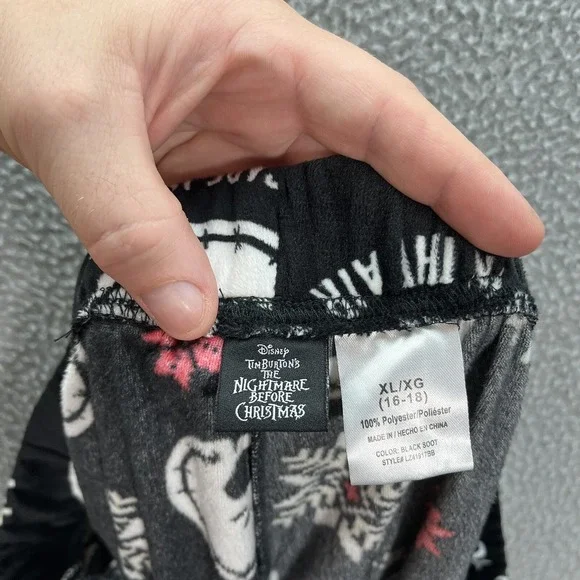 Disney
TIM BURTON'S
THE
NIGHTMARE
BEFORE
CHRISTMAS
XL/XG
(16-18)
100% Polyester/Poliéster
MADE IN / HECHO EN CHINA
COLOR: BLACK SOOT